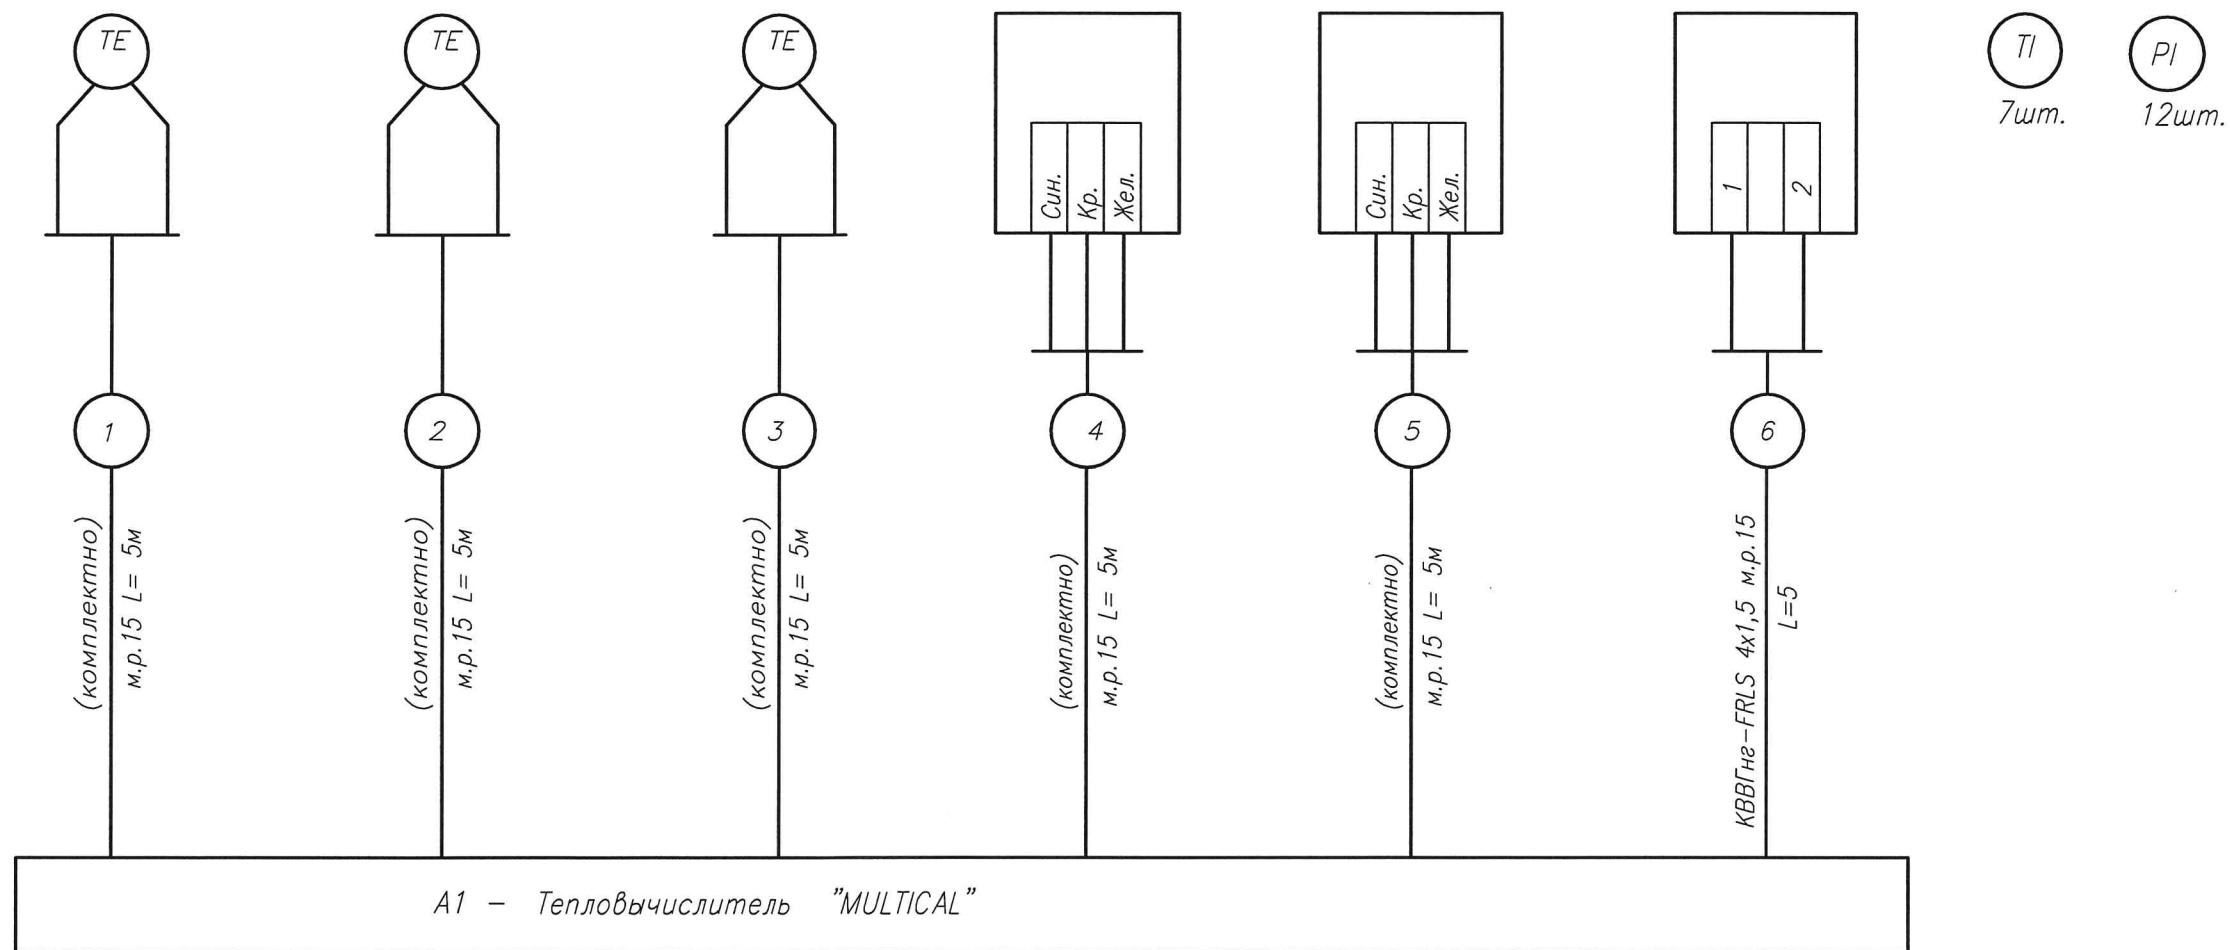 TE
TE
TE
TI
PI
7шт.
12шт.
Син.
Кр.
Жел.
Син.
Кр.
Жел.
1
2
1
2
3
4
5
6
(комплектно)
м.р.15 L= 5м
(комплектно)
м.р.15 L= 5м
(комплектно)
м.р.15 L= 5м
(комплектно)
м.р.15 L= 5м
(комплектно)
м.р.15 L= 5м
КВВГнг-FRLS 4х1,5 м.р.15
L=5
А1 - Тепловычислитель "MULTICAL"